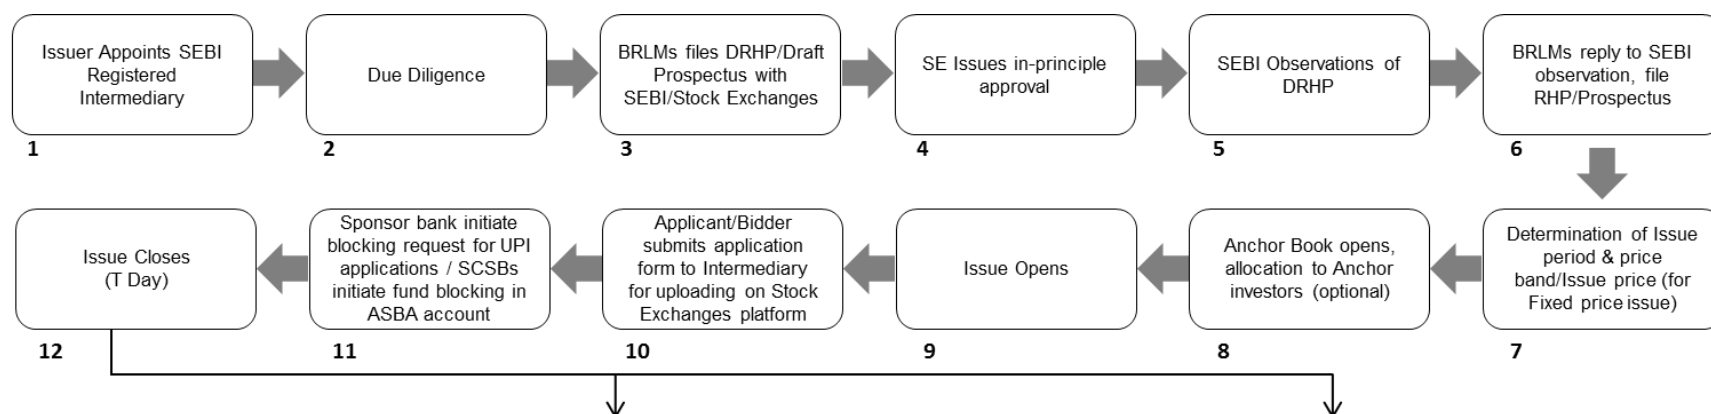 Issuer Appoints SEBI
Registered
Intermediary
1
Due Diligence
2
BRLMs files DRHP/Draft
Prospectus with
SEBI/Stock Exchanges
3
SE Issues in-principle
approval
4
SEBI Observations of
DRHP
5
BRLMs reply to SEBI
observation, file
RHP/Prospectus
6
Determination of Issue
period & price
band/Issue price (for
Fixed price issue)
7
Anchor Book opens,
allocation to Anchor
investors (optional)
8
Issue Opens
9
Applicant/Bidder
submits application
form to Intermediary
for uploading on Stock
Exchanges platform
10
Sponsor bank initiate
blocking request for UPI
applications / SCSBs
initiate fund blocking in
ASBA account
11
Issue Closes
(T Day)
12